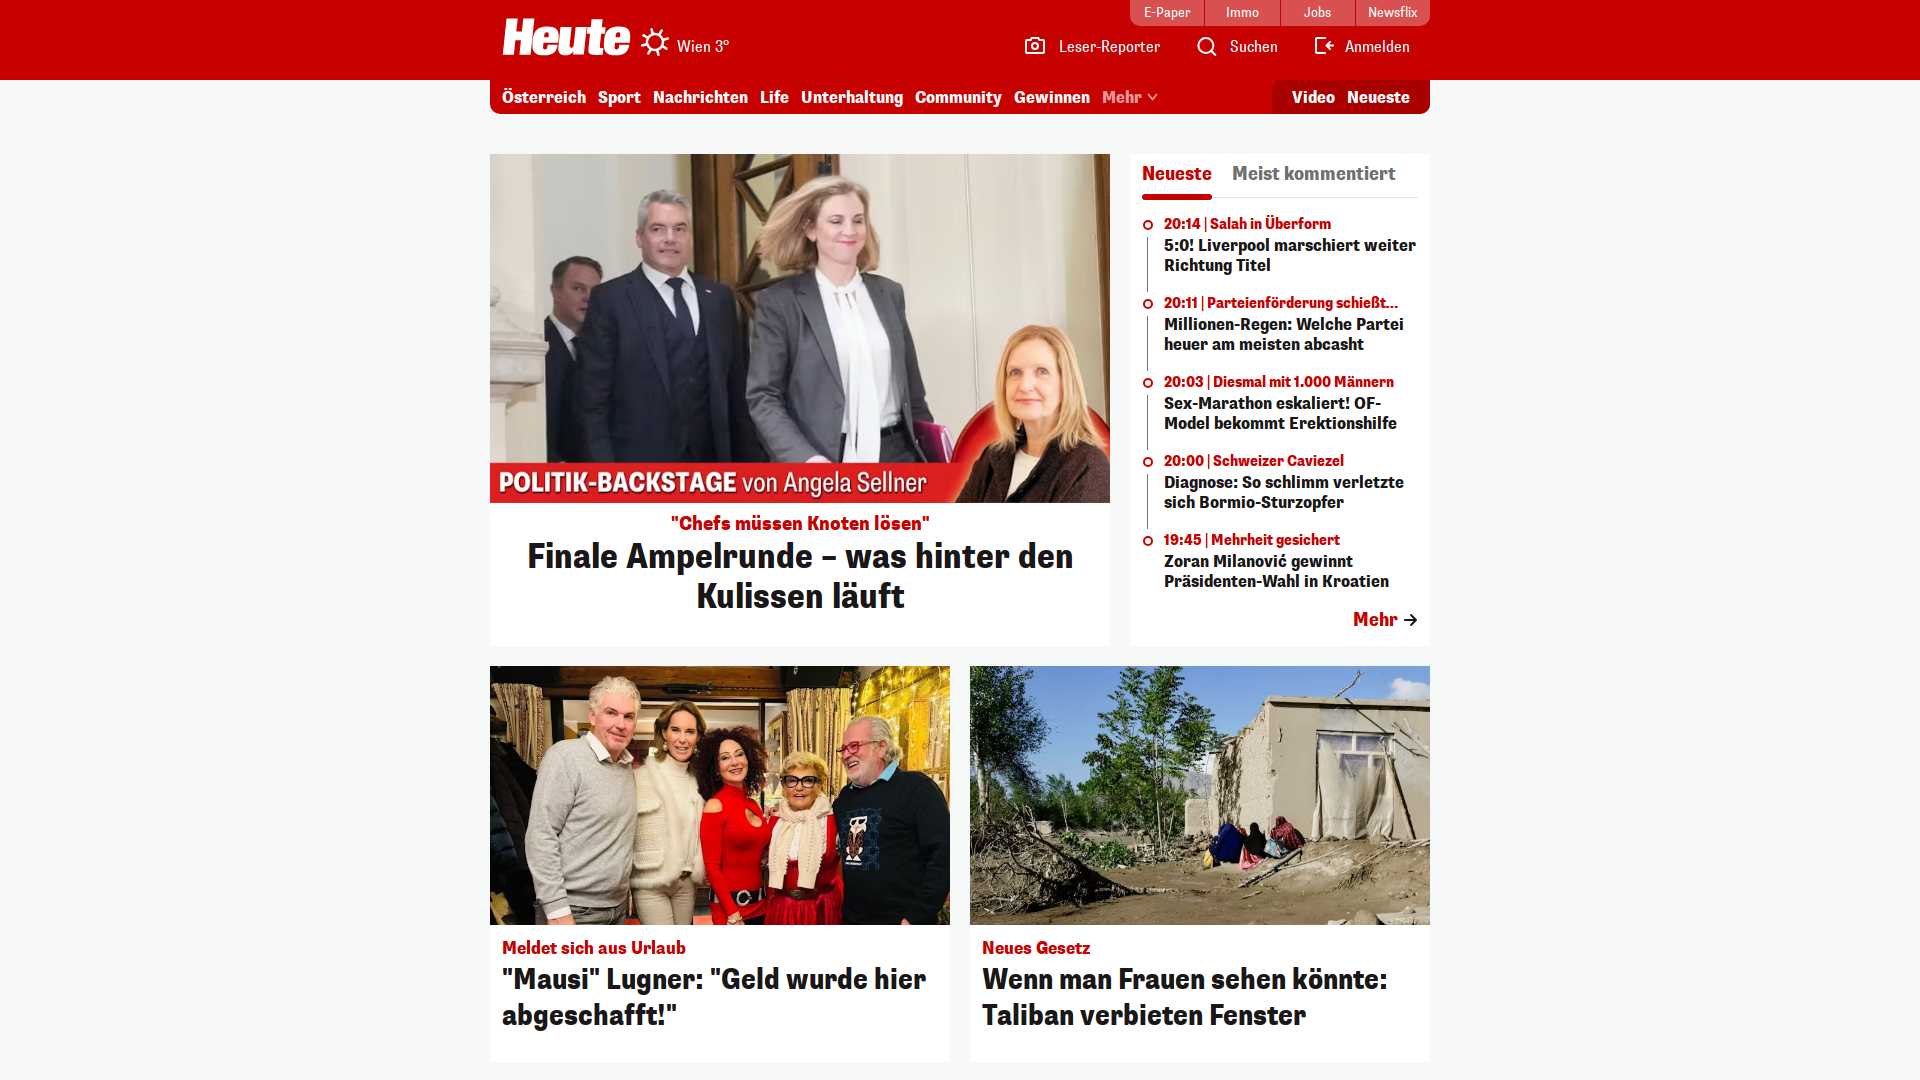 E-Paper
Immo
Jobs
Newsflix
Heute
Wien 3°
Leser-Reporter
Suchen
Anmelden
Österreich
Sport
Nachrichten
Life
Unterhaltung
Community
Gewinnen
Mehr
Video
Neueste
POLITIK-BACKSTAGE von Angela Sellner
"Chefs müssen Knoten lösen"
Finale Ampelrunde – was hinter den
Kulissen läuft
Neueste
Meist kommentiert
20:14 | Salah in Überform
5:0! Liverpool marschiert weiter
Richtung Titel
20:11 | Parteienförderung schießt...
Millionen-Regen: Welche Partei
heuer am meisten abcasht
20:03 | Diesmal mit 1.000 Männern
Sex-Marathon eskaliert! OF-
Model bekommt Erektionshilfe
20:00 | Schweizer Caviezel
Diagnose: So schlimm verletzte
sich Bormio-Sturzopfer
19:45 | Mehrheit gesichert
Zoran Milanović gewinnt
Präsidenten-Wahl in Kroatien
Mehr
Meldet sich aus Urlaub
"Mausi" Lugner: "Geld wurde hier
abgeschafft!"
Neues Gesetz
Wenn man Frauen sehen könnte:
Taliban verbieten Fenster